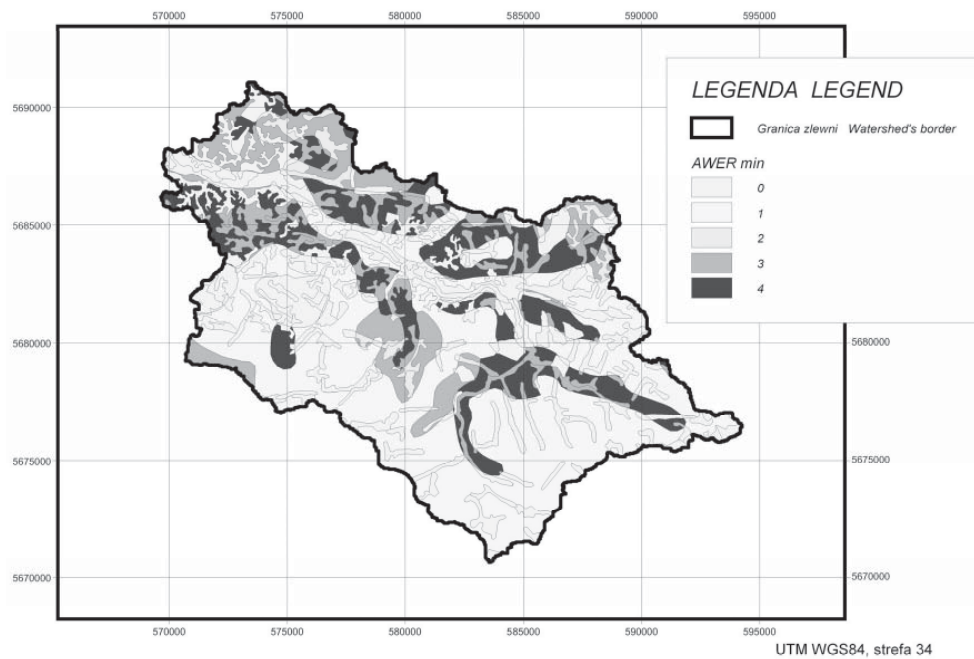 570000 575000 580000 585000 590000 595000
5690000
5685000
5680000
5675000
5670000
LEGENDA LEGEND
Granica zlewni Watershed's border
AWER min
0
1
2
3
4
5680000
5675000
5670000
570000 575000 580000 585000 590000 595000
UTM WGS84, strefa 34